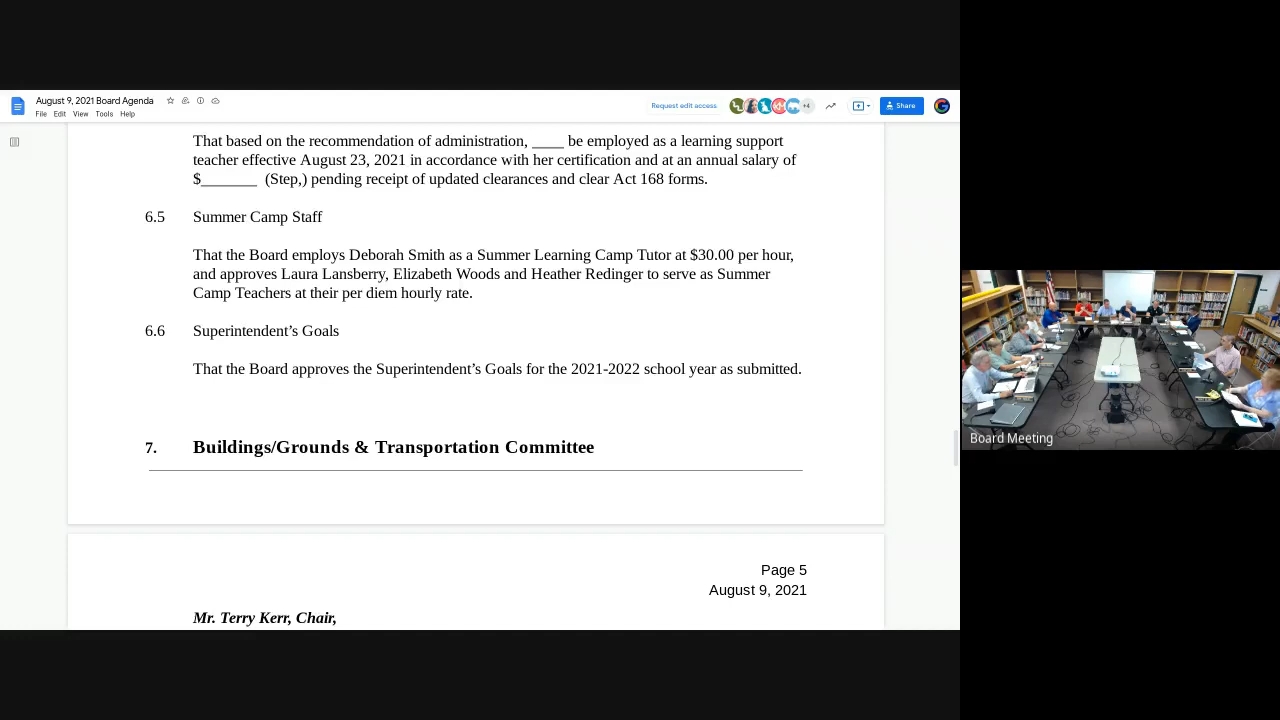 August 9, 2021 Board Agenda
File Edit View Tools Help
Request edit access
+4
Share
That based on the recommendation of administration, ____ be employed as a learning support
teacher effective August 23, 2021 in accordance with her certification and at an annual salary of
$_______ (Step,) pending receipt of updated clearances and clear Act 168 forms.
6.5 Summer Camp Staff
That the Board employs Deborah Smith as a Summer Learning Camp Tutor at $30.00 per hour,
and approves Laura Lansberry, Elizabeth Woods and Heather Redinger to serve as Summer
Camp Teachers at their per diem hourly rate.
6.6 Superintendent’s Goals
That the Board approves the Superintendent’s Goals for the 2021-2022 school year as submitted.
7. Buildings/Grounds & Transportation Committee
Page 5
August 9, 2021
Mr. Terry Kerr, Chair,
Board Meeting